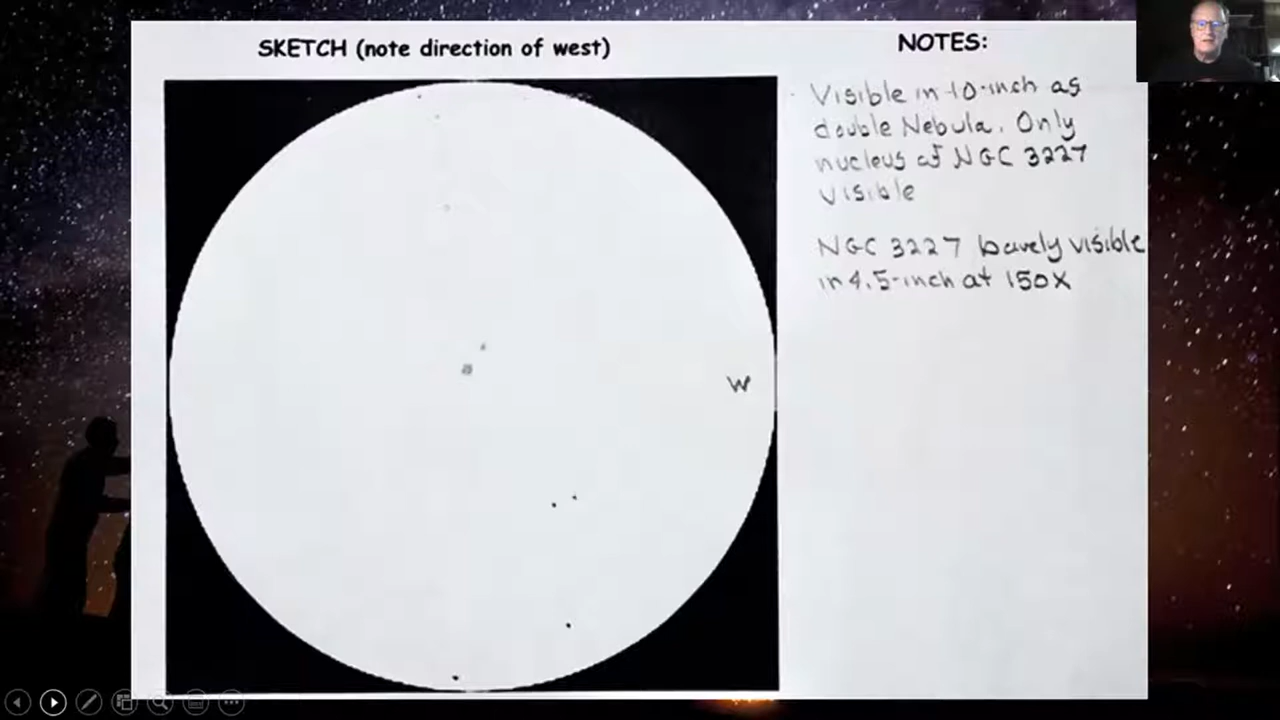 SKETCH (note direction of west)
NOTES:
Visible in 10-inch as
double Nebula. Only
nucleus of NGC 3227
visible
NGC 3227 barely visible
in 4.5-inch at 150X
W